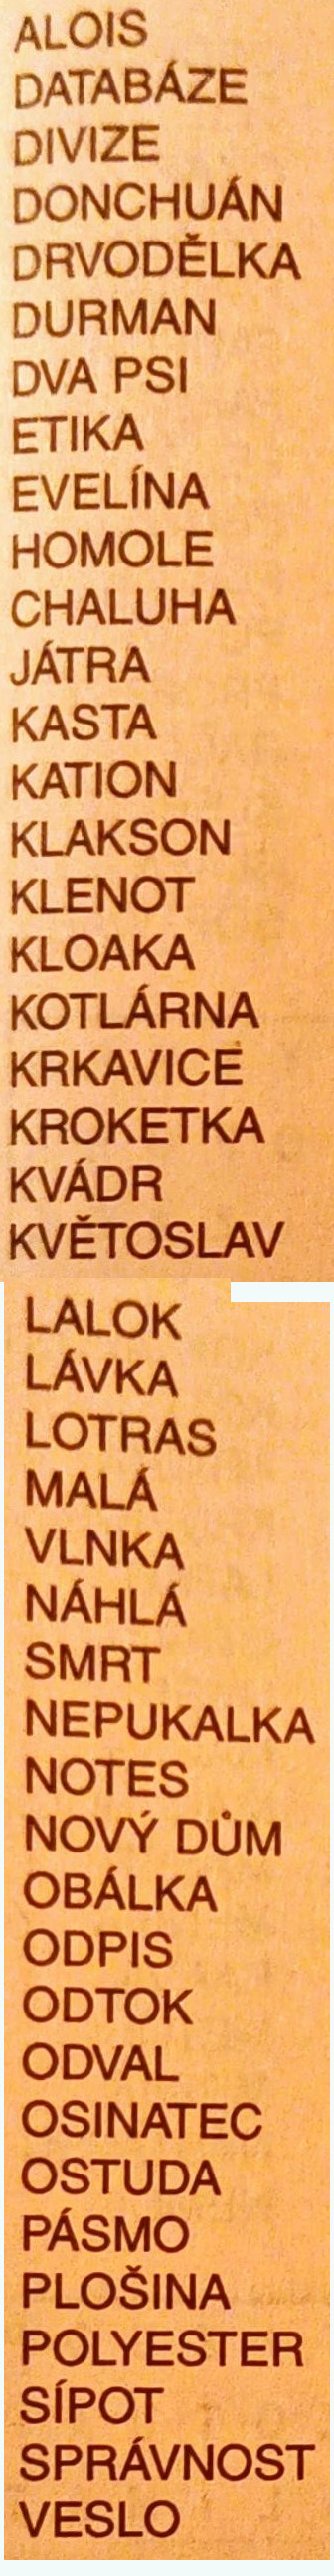 ALOIS
DATABÁZE
DIVIZE
DONCHUÁN
DRVODĚLKA
DURMAN
DVA PSI
ETIKA
EVELÍNA
HOMOLE
CHALUHA
JÁTRA
KASTA
KATION
KLAKSON
KLENOT
KLOAKA
KOTLÁRNA
KRKAVICE
KROKETKA
KVÁDR
KVĚTOSLAV
LALOK
LÁVKA
LOTRAS
MALÁ
VLNKA
NÁHLÁ
SMRT
NEPUKALKA
NOTES
NOVÝ DŮM
OBÁLKA
ODPIS
ODTOK
ODVAL
OSINATEC
OSTUDA
PÁSMO
PLOŠINA
POLYESTER
SÍPOT
SPRÁVNOST
VESLO